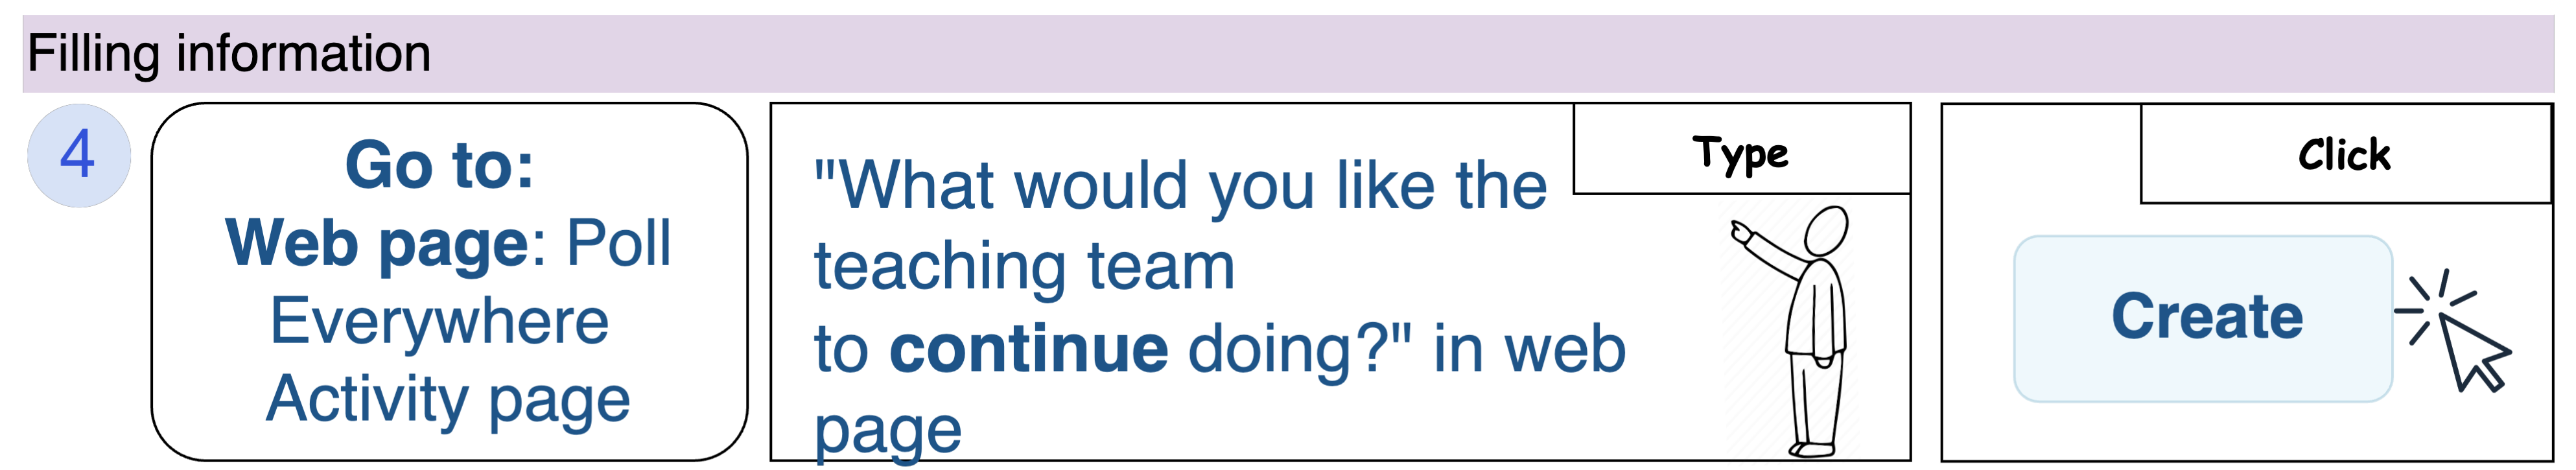 Filling information
4
Go to:
Web page: Poll
Everywhere
Activity page
Type
"What would you like the
teaching team
to continue doing?" in web
page
Click
Create